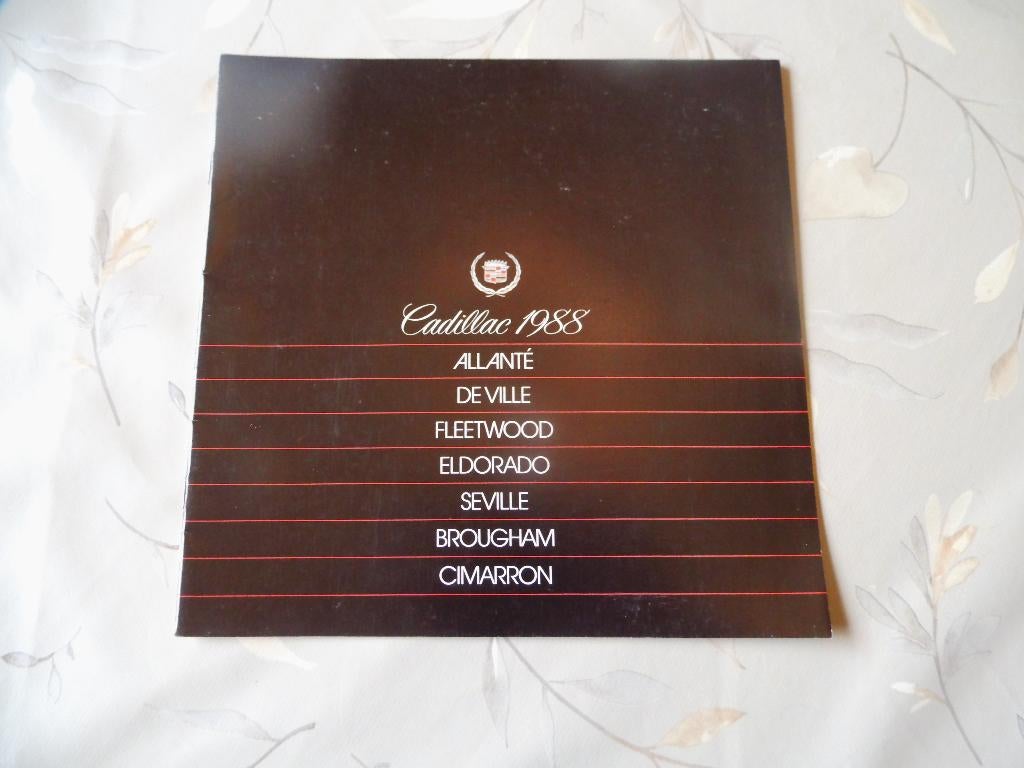 Cadillac 1988
ALLANTÉ
DE VILLE
FLEETWOOD
ELDORADO
SEVILLE
BROUGHAM
CIMARRON